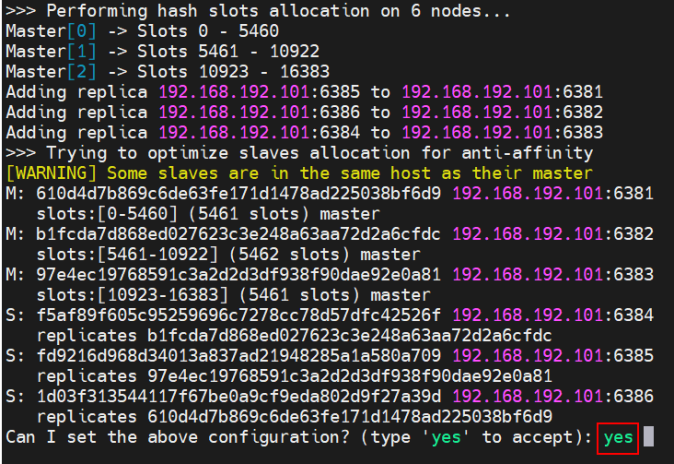 >>> Performing hash slots allocation on 6 nodes...
Master[0] -> Slots 0 - 5460
Master[1] -> Slots 5461 - 10922
Master[2] -> Slots 10923 - 16383
Adding replica 192.168.192.101:6385 to 192.168.192.101:6381
Adding replica 192.168.192.101:6386 to 192.168.192.101:6382
Adding replica 192.168.192.101:6384 to 192.168.192.101:6383
>>> Trying to optimize slaves allocation for anti-affinity
[WARNING] Some slaves are in the same host as their master
M: 610d4d7b869c6de63fe171d1478ad225038bf6d9 192.168.192.101:6381
   slots:[0-5460] (5461 slots) master
M: b1fcda7d868ed027623c3e248a63aa72d2a6cfdc 192.168.192.101:6382
   slots:[5461-10922] (5462 slots) master
M: 97e4ec19768591c3a2d2d3df938f90dae92e0a81 192.168.192.101:6383
   slots:[10923-16383] (5461 slots) master
S: f5af89f605c95259696c7278cc78d57dfc42526f 192.168.192.101:6384
   replicates b1fcda7d868ed027623c3e248a63aa72d2a6cfdc
S: fd9216d968d34013a837ad21948285a1a580a709 192.168.192.101:6385
   replicates 97e4ec19768591c3a2d2d3df938f90dae92e0a81
S: 1d03f313544117f67be0a9cf9eda802d9f27a39d 192.168.192.101:6386
   replicates 610d4d7b869c6de63fe171d1478ad225038bf6d9
Can I set the above configuration? (type 'yes' to accept): yes